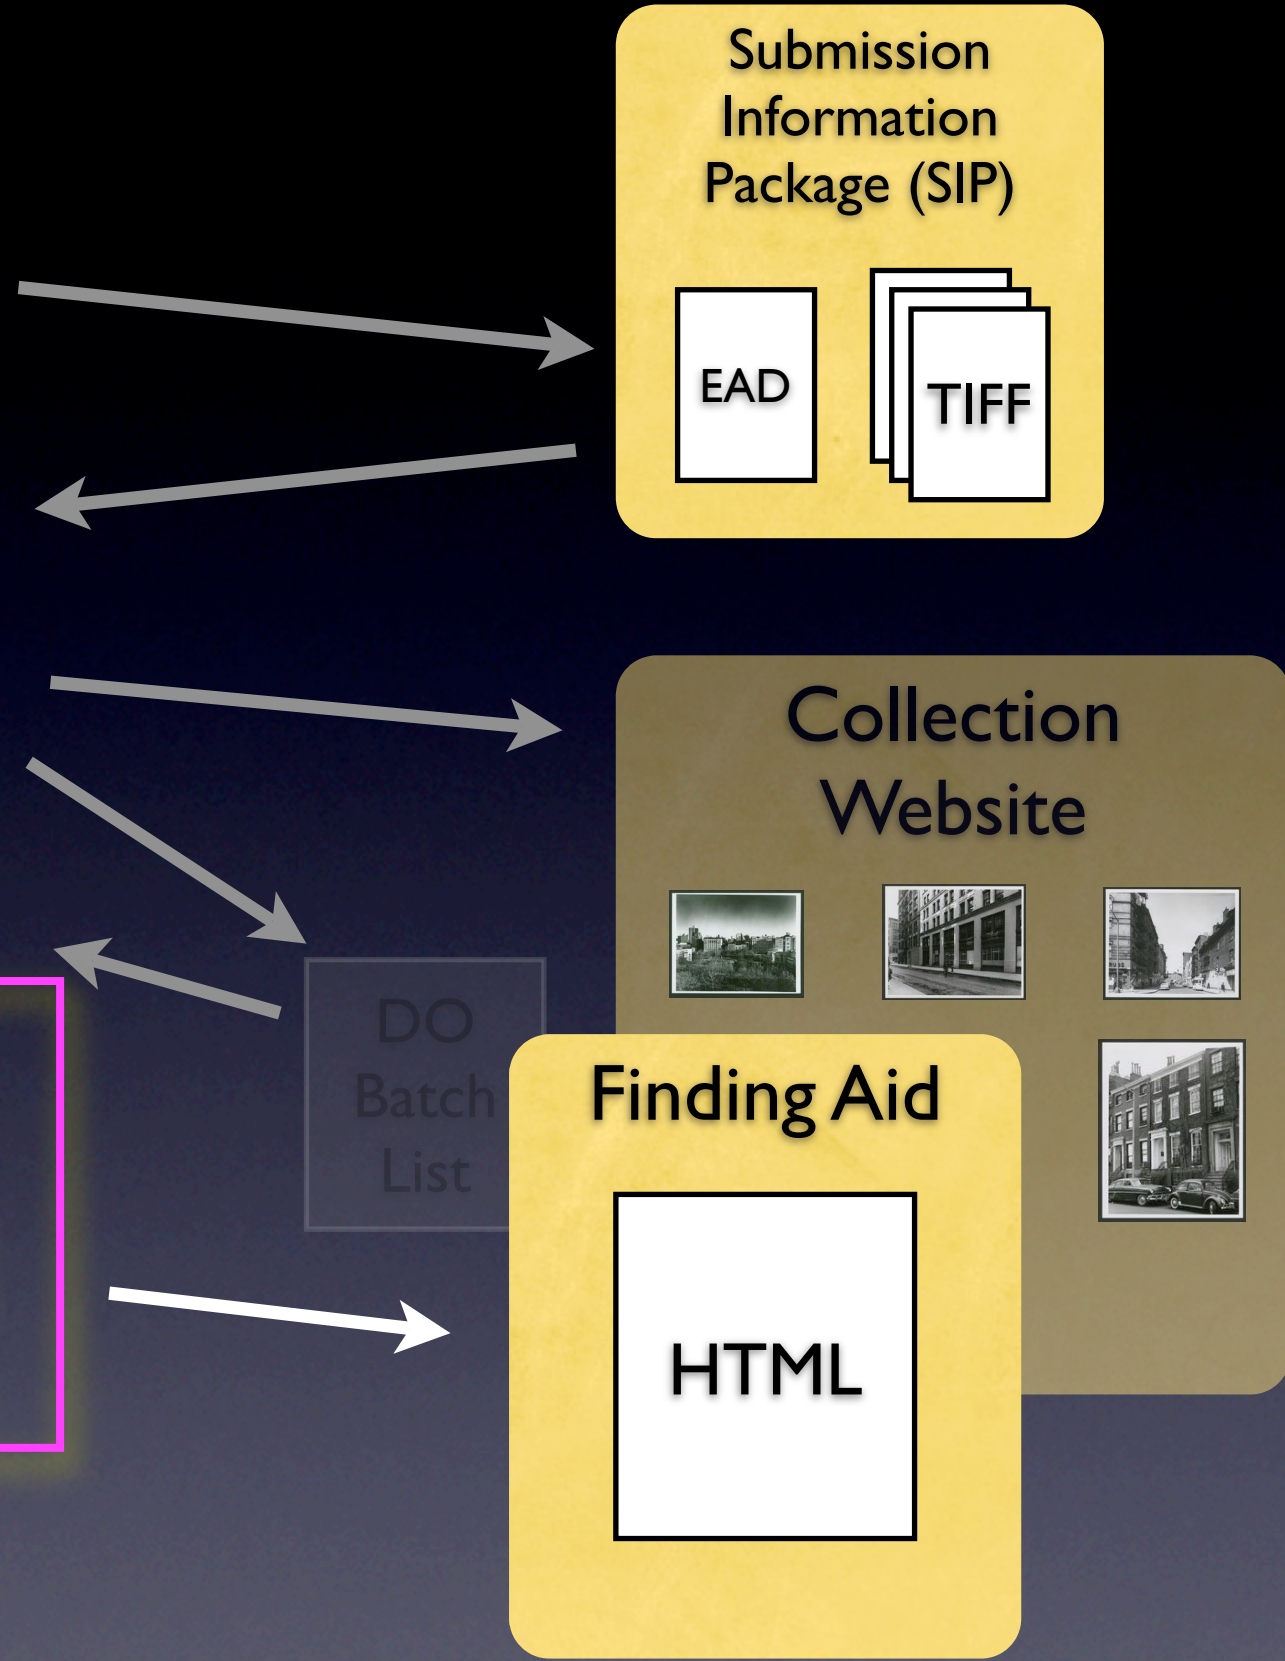 Submission
Information
Package (SIP)
EAD
TIFF
Collection
Website
DO
Batch
List
Finding Aid
HTML